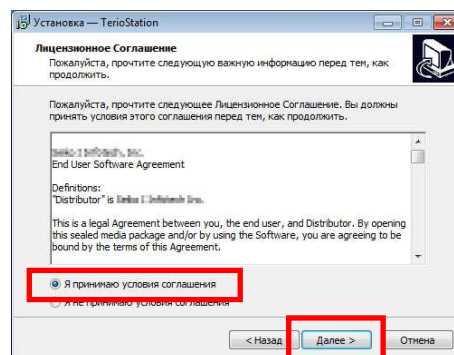 Установка — TerioStation
Лицензионное Соглашение
Пожалуйста, прочтите следующую важную информацию перед тем, как
продолжить.
Пожалуйста, прочтите следующее Лицензионное Соглашение. Вы должны
принять условия этого соглашения перед тем, как продолжить.
End User Software Agreement
Definitions:
"Distributor" is
This is a legal Agreement between you, the end user, and Distributor. By opening
this sealed media package and/or by using the Software, you are agreeing to be
bound by the terms of this Agreement.
Я принимаю условия соглашения
Я не принимаю условия соглашения
< Назад
Далее >
Отмена